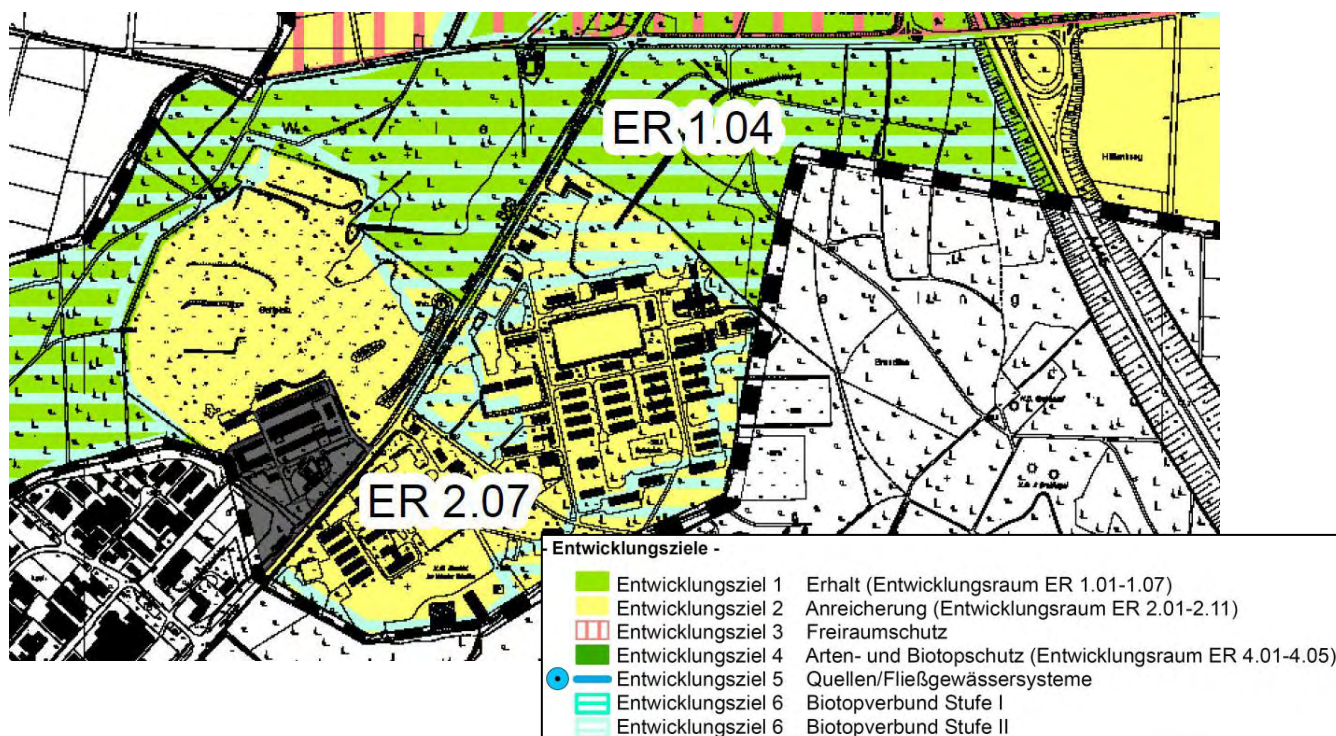 W a r l e r
ER 1.04
e v i n g
ER 2.07
- Entwicklungsziele -
Entwicklungsziel 1 Erhalt (Entwicklungsraum ER 1.01-1.07)
Entwicklungsziel 2 Anreicherung (Entwicklungsraum ER 2.01-2.11)
Entwicklungsziel 3 Freiraumschutz
Entwicklungsziel 4 Arten- und Biotopschutz (Entwicklungsraum ER 4.01-4.05)
Entwicklungsziel 5 Quellen/Fließgewässersysteme
Entwicklungsziel 6 Biotopverbund Stufe I
Entwicklungsziel 6 Biotopverbund Stufe II